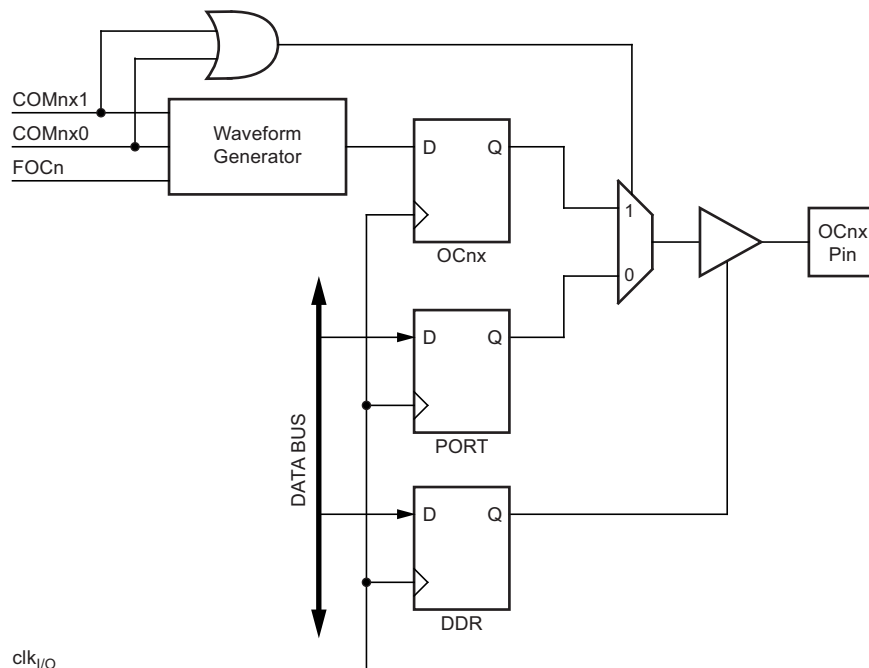 COMnx1
COMnx0
FOCn
Waveform
Generator
D Q
OCnx
1
0
OCnx
Pin
D Q
PORT
DATA BUS
D Q
DDR
clkI/O